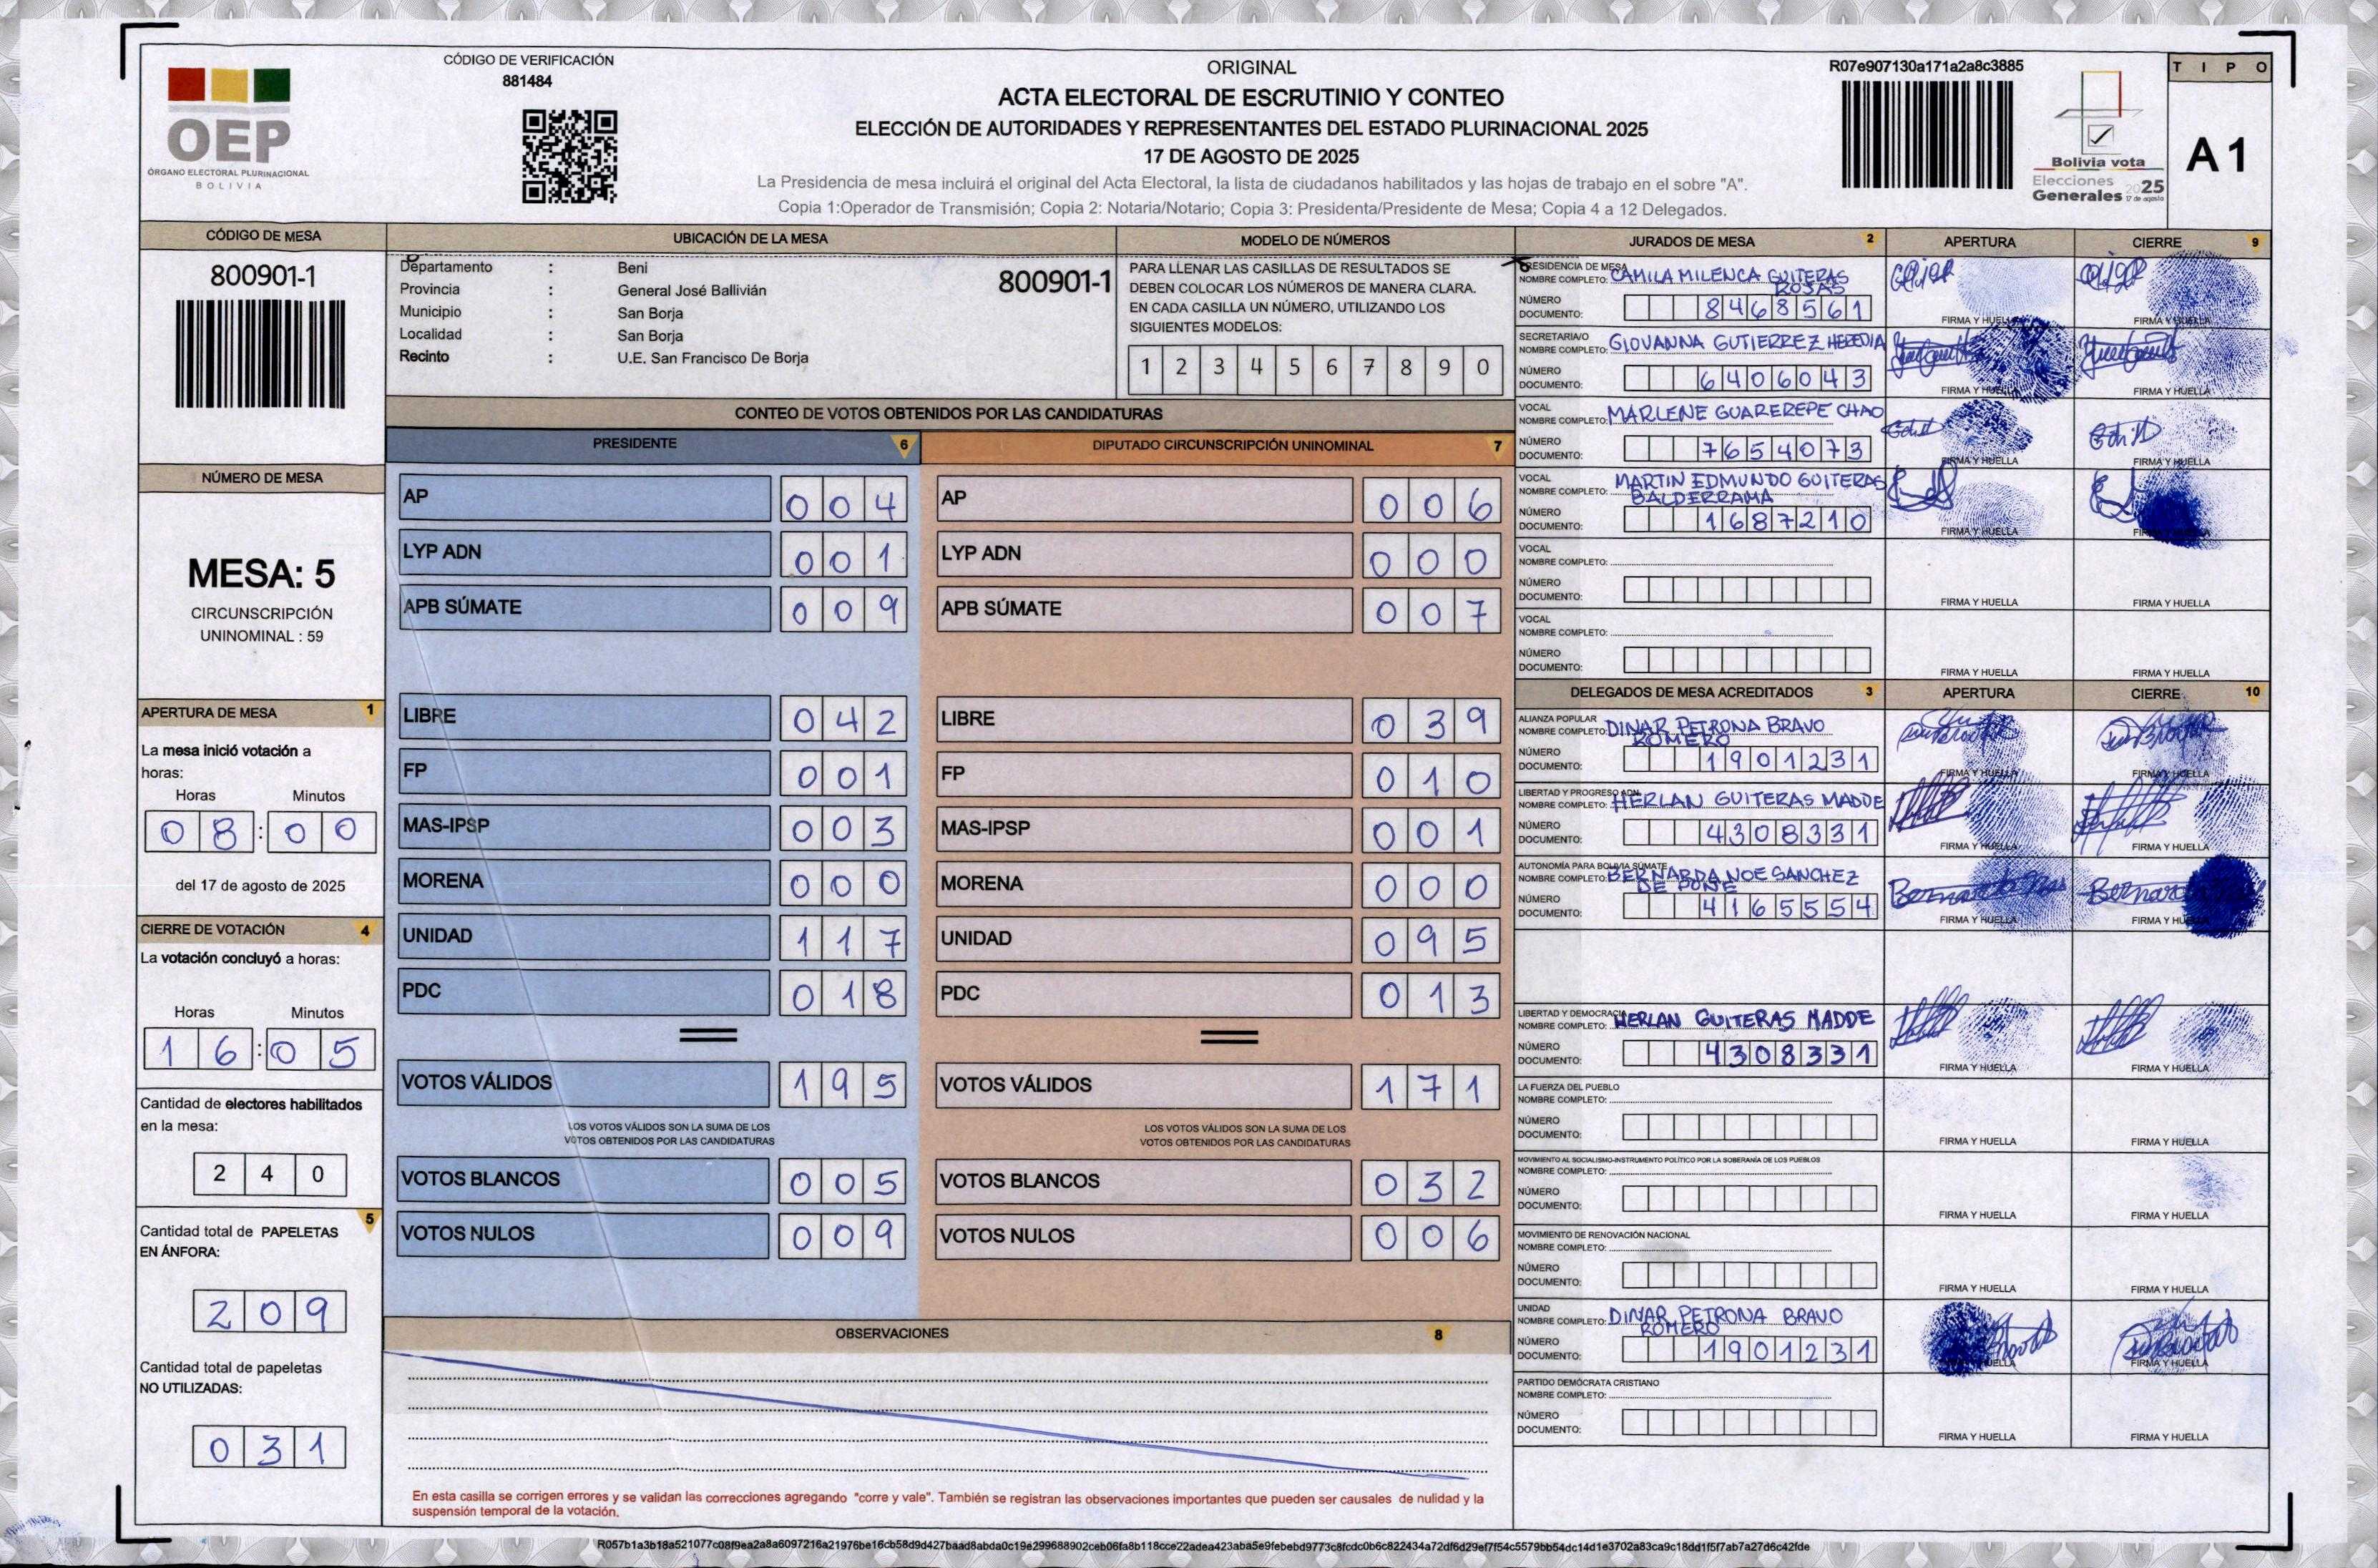 CÓDIGO DE VERIFICACIÓN
881484
OEP
ÓRGANO ELECTORAL PLURINACIONAL
BOLIVIA
ORIGINAL
ACTA ELECTORAL DE ESCRUTINIO Y CONTEO
ELECCIÓN DE AUTORIDADES Y REPRESENTANTES DEL ESTADO PLURINACIONAL 2025
17 DE AGOSTO DE 2025
La Presidencia de mesa incluirá el original del Acta Electoral, la lista de ciudadanos habilitados y las hojas de trabajo en el sobre "A".
Copia 1:Operador de Transmisión; Copia 2: Notaria/Notario; Copia 3: Presidenta/Presidente de Mesa; Copia 4 a 12 Delegados.
R07e907130a171a2a8c3885
Bolivia vota
Elecciones
Generales 2025
17 de agosto
TIPO
A1
CÓDIGO DE MESA
800901-1
NÚMERO DE MESA
MESA: 5
CIRCUNSCRIPCIÓN
UNINOMINAL : 59
APERTURA DE MESA 1
La mesa inició votación a
horas:
Horas Minutos
08:00
del 17 de agosto de 2025
CIERRE DE VOTACIÓN 4
La votación concluyó a horas:
Horas Minutos
16:05
Cantidad de electores habilitados
en la mesa:
240
Cantidad total de PAPELETAS 5
EN ÁNFORA:
209
Cantidad total de papeletas
NO UTILIZADAS:
031
UBICACIÓN DE LA MESA
Departamento : Beni
Provincia : General José Ballivián
Municipio : San Borja
Localidad : San Borja
Recinto : U.E. San Francisco De Borja
800901-1
MODELO DE NÚMEROS
PARA LLENAR LAS CASILLAS DE RESULTADOS SE
DEBEN COLOCAR LOS NÚMEROS DE MANERA CLARA.
EN CADA CASILLA UN NÚMERO, UTILIZANDO LOS
SIGUIENTES MODELOS:
1 2 3 4 5 6 7 8 9 0
CONTEO DE VOTOS OBTENIDOS POR LAS CANDIDATURAS
PRESIDENTE 6
AP 004
LYP ADN 001
APB SÚMATE 009
LIBRE 042
FP 001
MAS-IPSP 003
MORENA 000
UNIDAD 117
PDC 018
VOTOS VÁLIDOS 195
LOS VOTOS VÁLIDOS SON LA SUMA DE LOS
VOTOS OBTENIDOS POR LAS CANDIDATURAS
VOTOS BLANCOS 005
VOTOS NULOS 009
DIPUTADO CIRCUNSCRIPCIÓN UNINOMINAL 7
AP 006
LYP ADN 000
APB SÚMATE 007
LIBRE 039
FP 010
MAS-IPSP 001
MORENA 000
UNIDAD 095
PDC 013
VOTOS VÁLIDOS 171
LOS VOTOS VÁLIDOS SON LA SUMA DE LOS
VOTOS OBTENIDOS POR LAS CANDIDATURAS
VOTOS BLANCOS 032
VOTOS NULOS 006
OBSERVACIONES 8
En esta casilla se corrigen errores y se validan las correcciones agregando "corre y vale". También se registran las observaciones importantes que pueden ser causales de nulidad y la
suspensión temporal de la votación.
JURADOS DE MESA 2 APERTURA CIERRE 9
PRESIDENCIA DE MESA
NOMBRE COMPLETO: CAMILA MILENCA GUITERAS
ROSAS
NÚMERO
DOCUMENTO: 8468561
FIRMA Y HUELLA FIRMA Y HUELLA
SECRETARIA/O
NOMBRE COMPLETO: GIOVANNA GUTIERREZ HEREDIA
NÚMERO
DOCUMENTO: 6406043
FIRMA Y HUELLA FIRMA Y HUELLA
VOCAL
NOMBRE COMPLETO: MARLENE GUAREREPE CHAO
NÚMERO
DOCUMENTO: 7654073
FIRMA Y HUELLA FIRMA Y HUELLA
VOCAL
NOMBRE COMPLETO: MARTIN EDMUNDO GUITERAS
BALDERRAMA
NÚMERO
DOCUMENTO: 1687210
FIRMA Y HUELLA FIRMA Y HUELLA
VOCAL
NOMBRE COMPLETO:
NÚMERO
DOCUMENTO:
FIRMA Y HUELLA FIRMA Y HUELLA
VOCAL
NOMBRE COMPLETO:
NÚMERO
DOCUMENTO:
FIRMA Y HUELLA FIRMA Y HUELLA
DELEGADOS DE MESA ACREDITADOS 3 APERTURA CIERRE 10
ALIANZA POPULAR
NOMBRE COMPLETO: DINAR PETRONA BRAVO
ROMERO
NÚMERO
DOCUMENTO: 1901231
FIRMA Y HUELLA FIRMA Y HUELLA
LIBERTAD Y PROGRESO ADN
NOMBRE COMPLETO: HERLAN GUITERAS MADDE
NÚMERO
DOCUMENTO: 4308331
FIRMA Y HUELLA FIRMA Y HUELLA
AUTONOMÍA PARA BOLIVIA SÚMATE
NOMBRE COMPLETO: BERNARDA NOE SANCHEZ
DE PONE
NÚMERO
DOCUMENTO: 4165554
FIRMA Y HUELLA FIRMA Y HUELLA
LIBERTAD Y DEMOCRACIA
NOMBRE COMPLETO: HERLAN GUITERAS MADDE
NÚMERO
DOCUMENTO: 4308331
FIRMA Y HUELLA FIRMA Y HUELLA
LA FUERZA DEL PUEBLO
NOMBRE COMPLETO:
NÚMERO
DOCUMENTO:
FIRMA Y HUELLA FIRMA Y HUELLA
MOVIMIENTO AL SOCIALISMO-INSTRUMENTO POLÍTICO POR LA SOBERANÍA DE LOS PUEBLOS
NOMBRE COMPLETO:
NÚMERO
DOCUMENTO:
FIRMA Y HUELLA FIRMA Y HUELLA
MOVIMIENTO DE RENOVACIÓN NACIONAL
NOMBRE COMPLETO:
NÚMERO
DOCUMENTO:
FIRMA Y HUELLA FIRMA Y HUELLA
UNIDAD
NOMBRE COMPLETO: DINAR PETRONA BRAVO
ROMERO
NÚMERO
DOCUMENTO: 1901231
HUELLA FIRMA Y HUELLA
PARTIDO DEMÓCRATA CRISTIANO
NOMBRE COMPLETO:
NÚMERO
DOCUMENTO:
FIRMA Y HUELLA FIRMA Y HUELLA